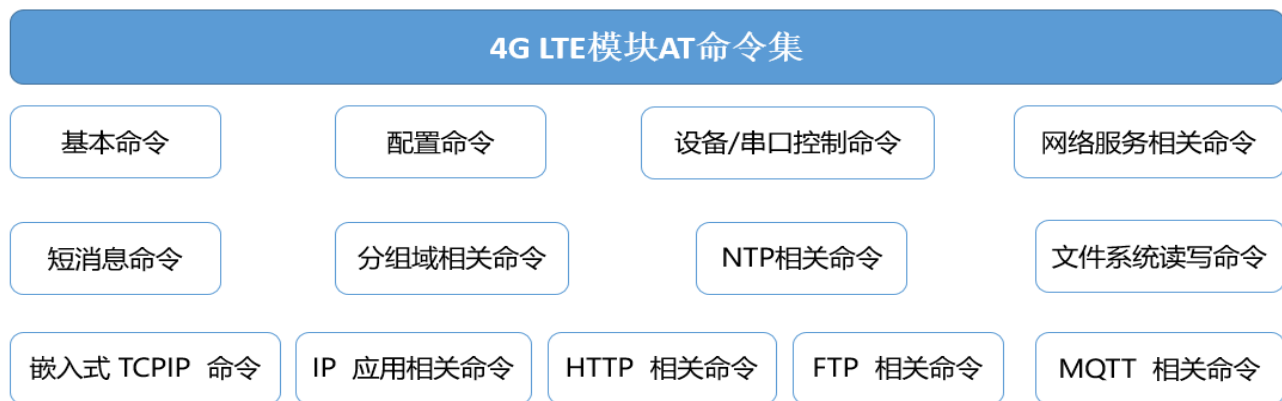 4G LTE模块AT命令集
基本命令
配置命令
设备/串口控制命令
网络服务相关命令
短消息命令
分组域相关命令
NTP相关命令
文件系统读写命令
嵌入式 TCPIP 命令
IP 应用相关命令
HTTP 相关命令
FTP 相关命令
MQTT 相关命令